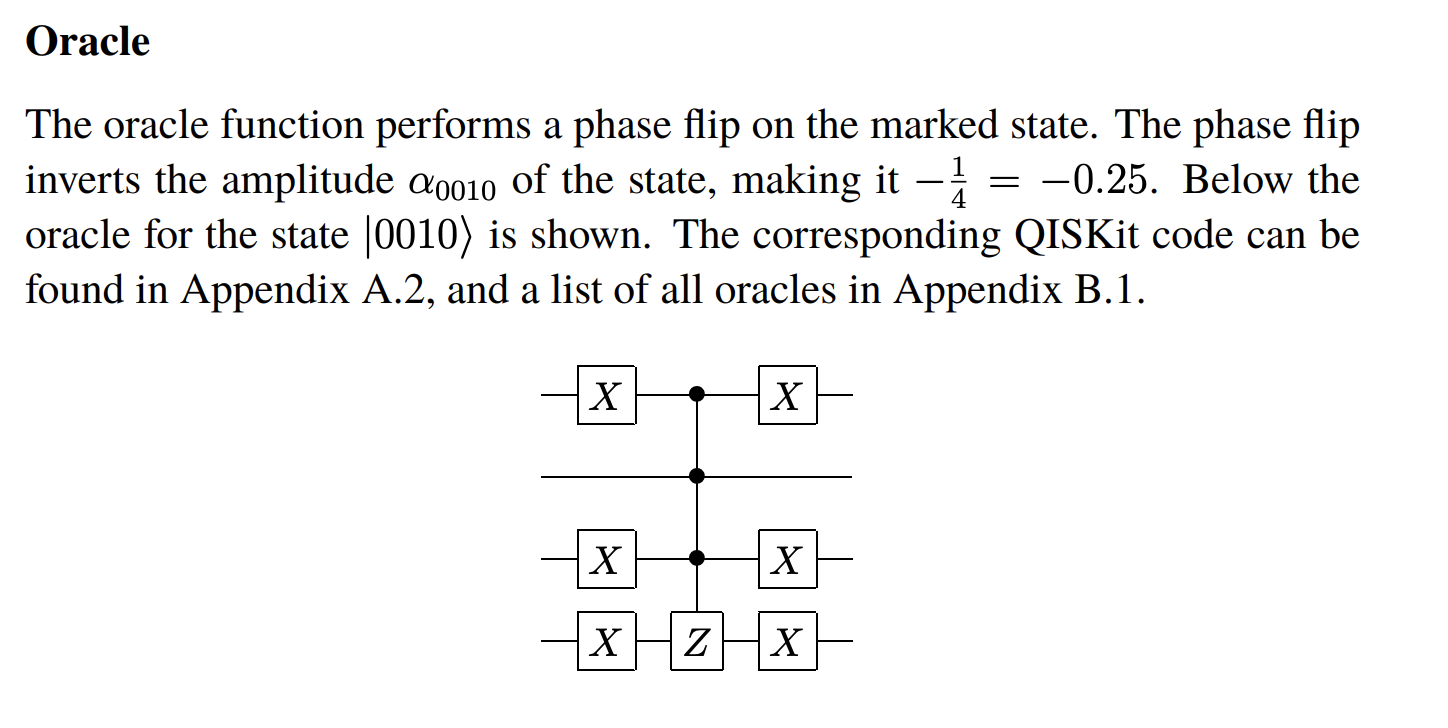 Oracle
The oracle function performs a phase flip on the marked state. The phase flip
inverts the amplitude α₀₀₁₀ of the state, making it −1/4 = −0.25. Below the
oracle for the state |0010⟩ is shown. The corresponding QISKit code can be
found in Appendix A.2, and a list of all oracles in Appendix B.1.
X X
X X
X Z X